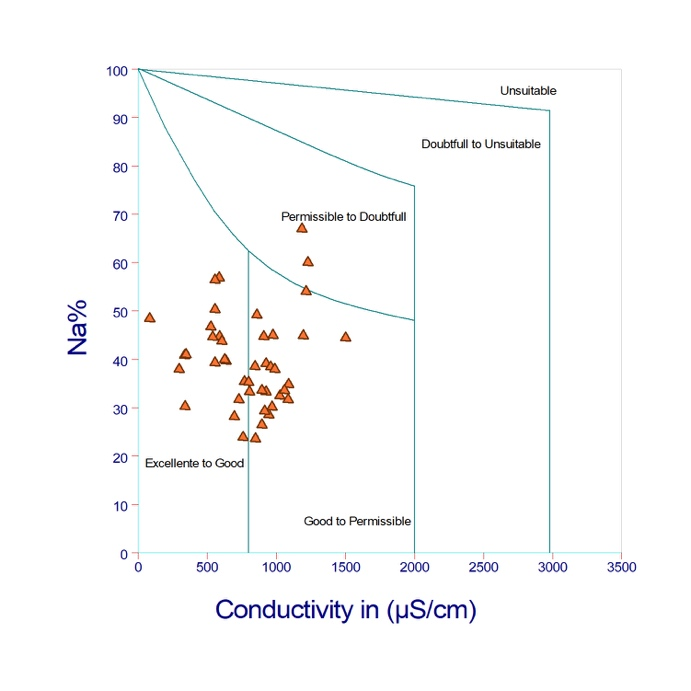 100
Unsuitable
90
Doubtfull to Unsuitable
80
70
Permissible to Doubtfull
60
50
40
30
20
Excellente to Good
10
Good to Permissible
0
Na%
0 500 1000 1500 2000 2500 3000 3500
Conductivity in (µS/cm)